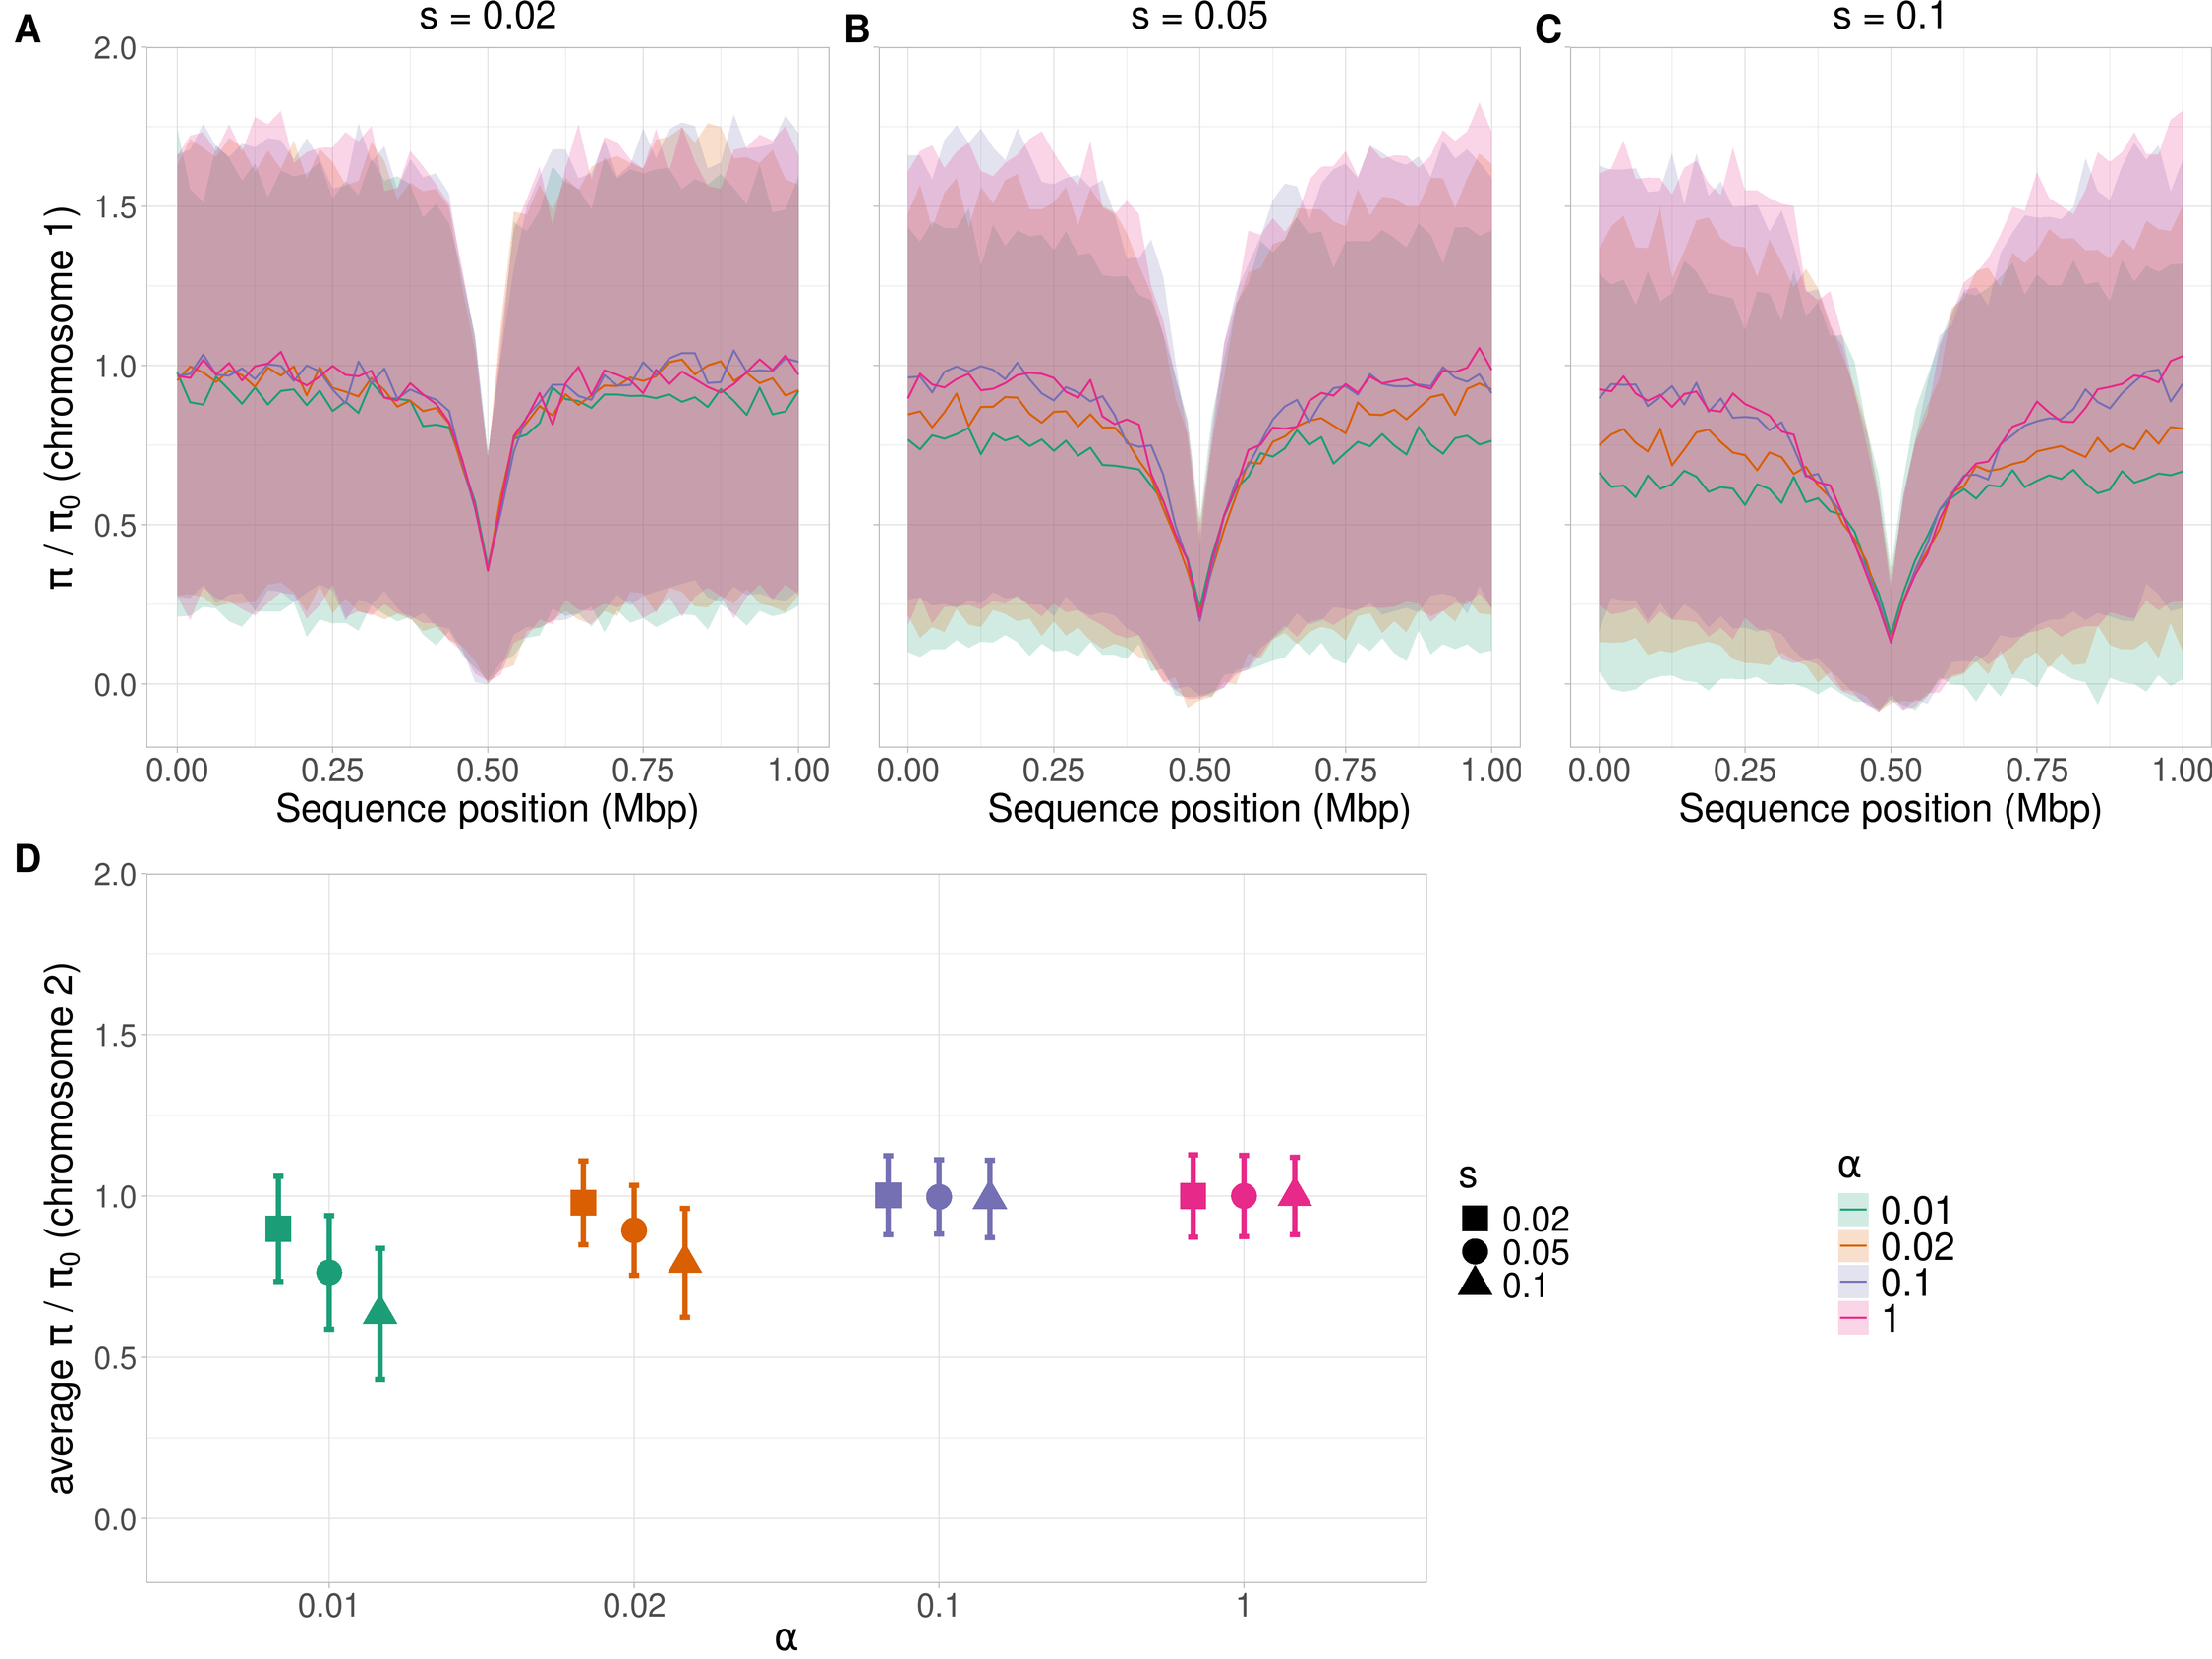 A
s = 0.02
B
s = 0.05
C
s = 0.1
π / π0 (chromosome 1)
2.0
1.5
1.0
0.5
0.0
0.00 0.25 0.50 0.75 1.00
0.00 0.25 0.50 0.75 1.00
0.00 0.25 0.50 0.75 1.00
Sequence position (Mbp)
Sequence position (Mbp)
Sequence position (Mbp)
D
average π / π0 (chromosome 2)
2.0
1.5
1.0
0.5
0.0
0.01 0.02 0.1 1
α
s
0.02
0.05
0.1
α
0.01
0.02
0.1
1